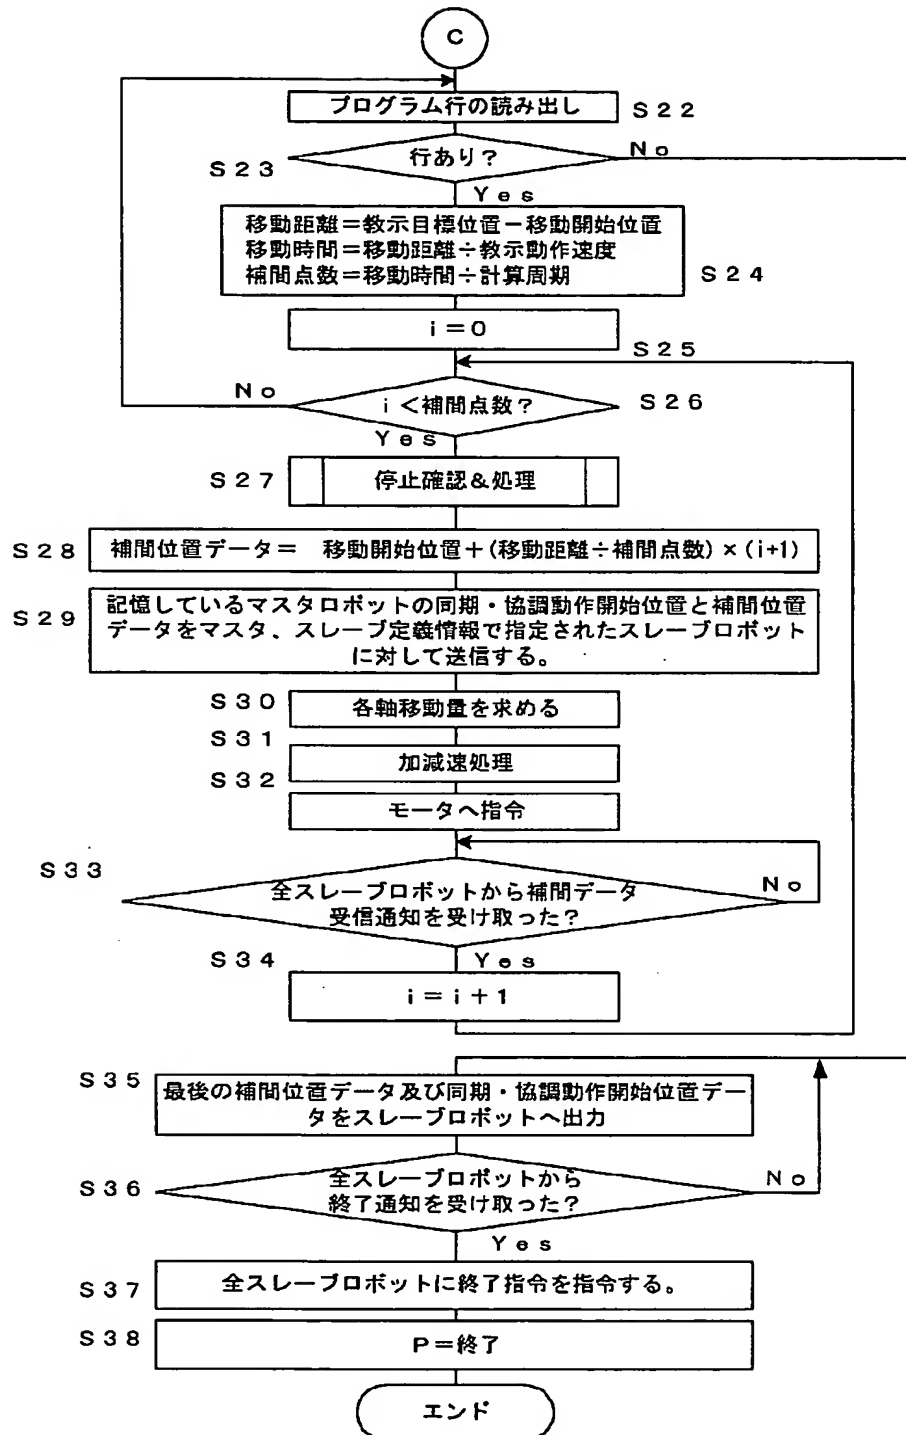 C
プログラム行の読み出し
S22
行あり?
S23
No
Yes
移動距離=教示目標位置−移動開始位置
移動時間=移動距離÷教示動作速度
補間点数=移動時間÷計算周期
S24
i=0
S25
No
i<補間点数?
S26
Yes
S27
停止確認&処理
S28
補間位置データ= 移動開始位置+(移動距離÷補間点数)×(i+1)
S29
記憶しているマスタロボットの同期・協調動作開始位置と補間位置
データをマスタ、スレーブ定義情報で指定されたスレーブロボット
に対して送信する。
S30
各軸移動量を求める
S31
加減速処理
S32
モータへ指令
S33
全スレーブロボットから補間データ
受信通知を受け取った?
No
S34
Yes
i=i+1
S35
最後の補間位置データ及び同期・協調動作開始位置デー
タをスレーブロボットへ出力
S36
全スレーブロボットから
終了通知を受け取った?
No
Yes
S37
全スレーブロボットに終了指令を指令する。
S38
P=終了
エンド